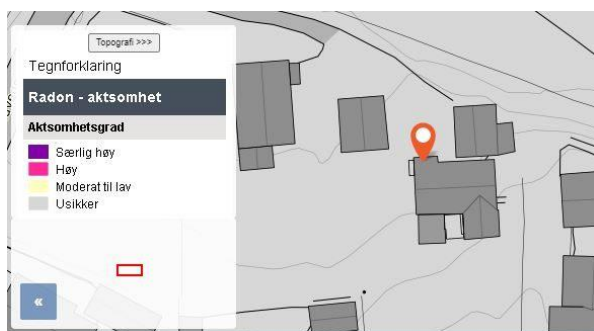 Topografi >>>
Tegnforklaring
Radon - aktsomhet
Aktsomhetsgrad
Særlig høy
Høy
Moderat til lav
Usikker
«